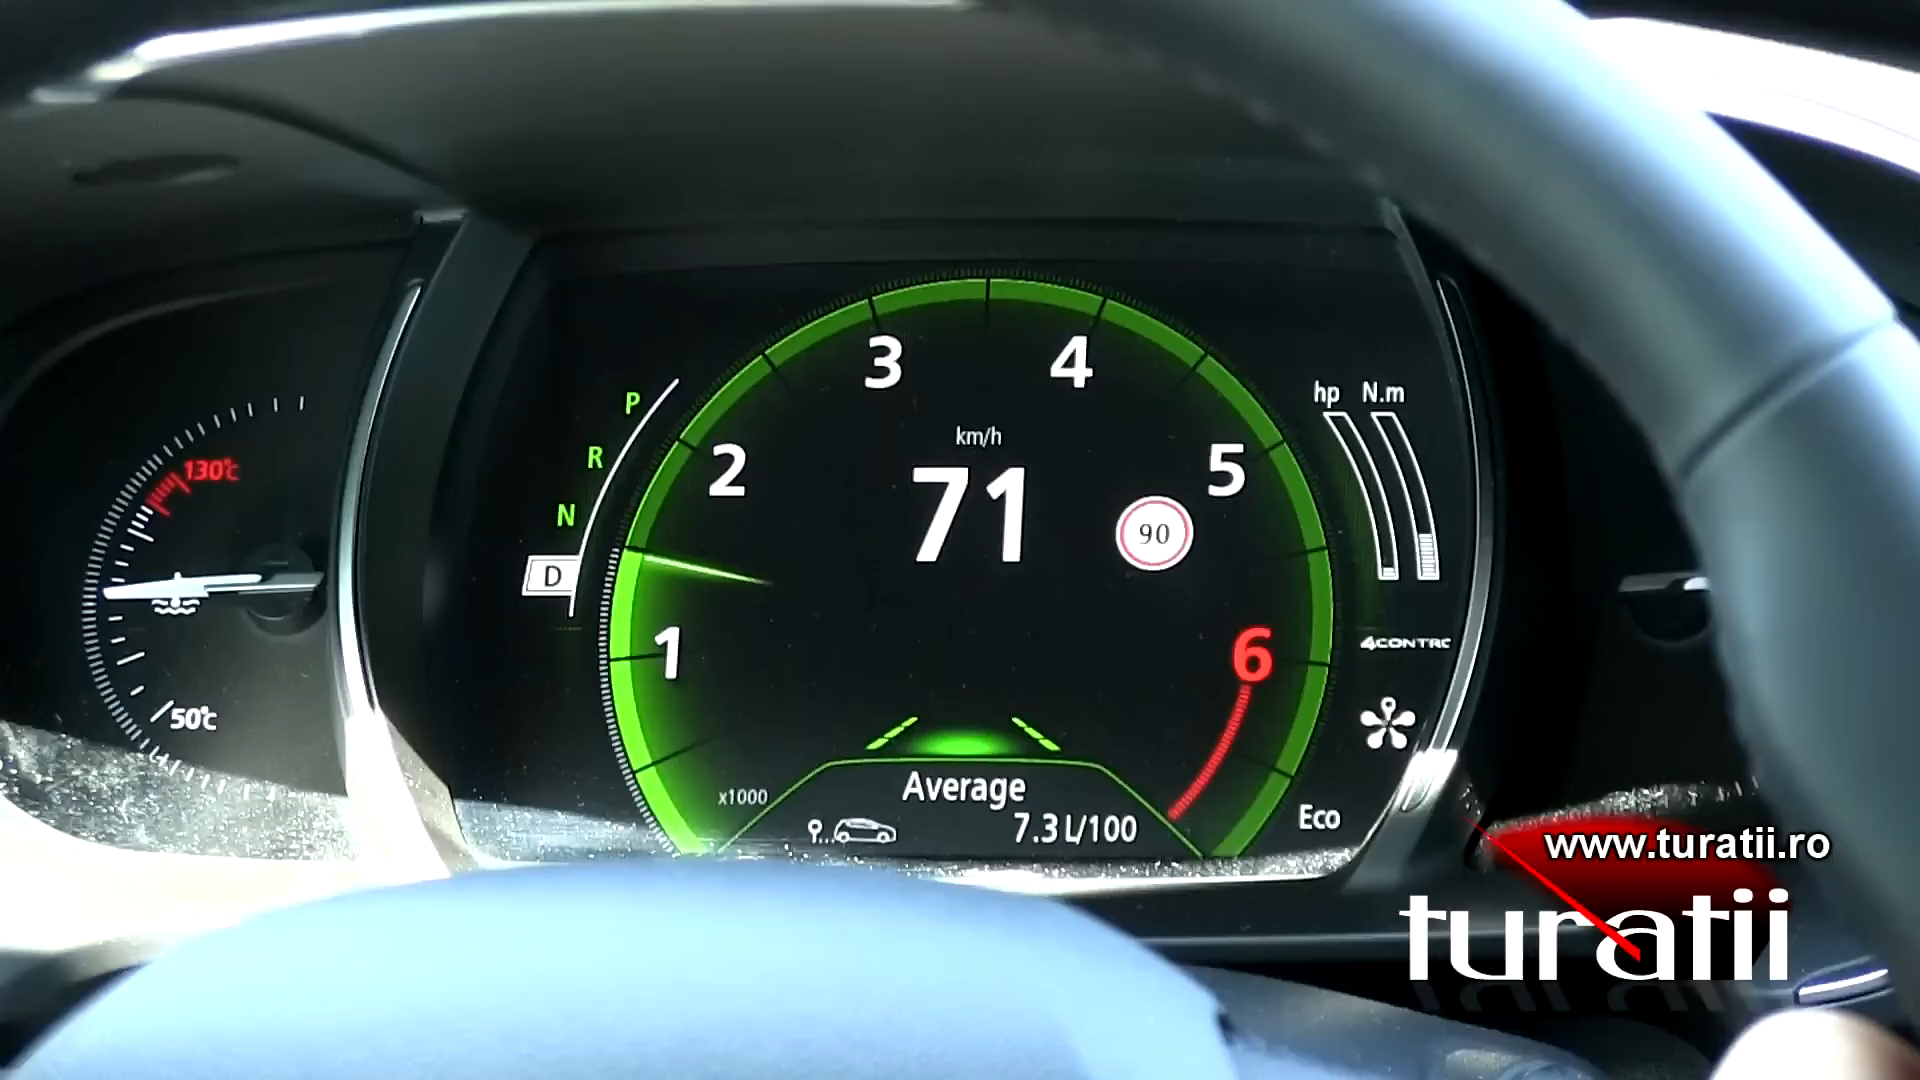 130°C
50°C
P
R
N
D
1
2
3
4
5
6
km/h
71
90
hp N.m
4CONTRC
x1000
Average
7.3 L/100
Eco
www.turatii.ro
turatii